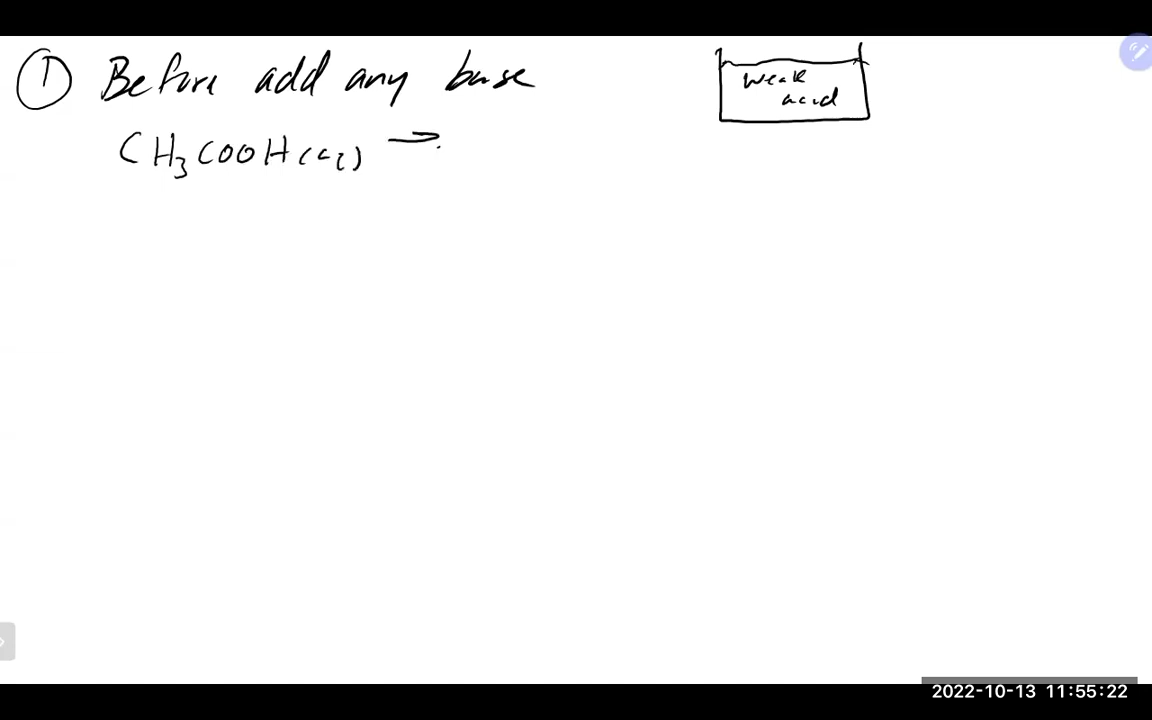 ① Before add any base
weak
acid
CH₃COOH(aq) →
2022-10-13 11:55:22